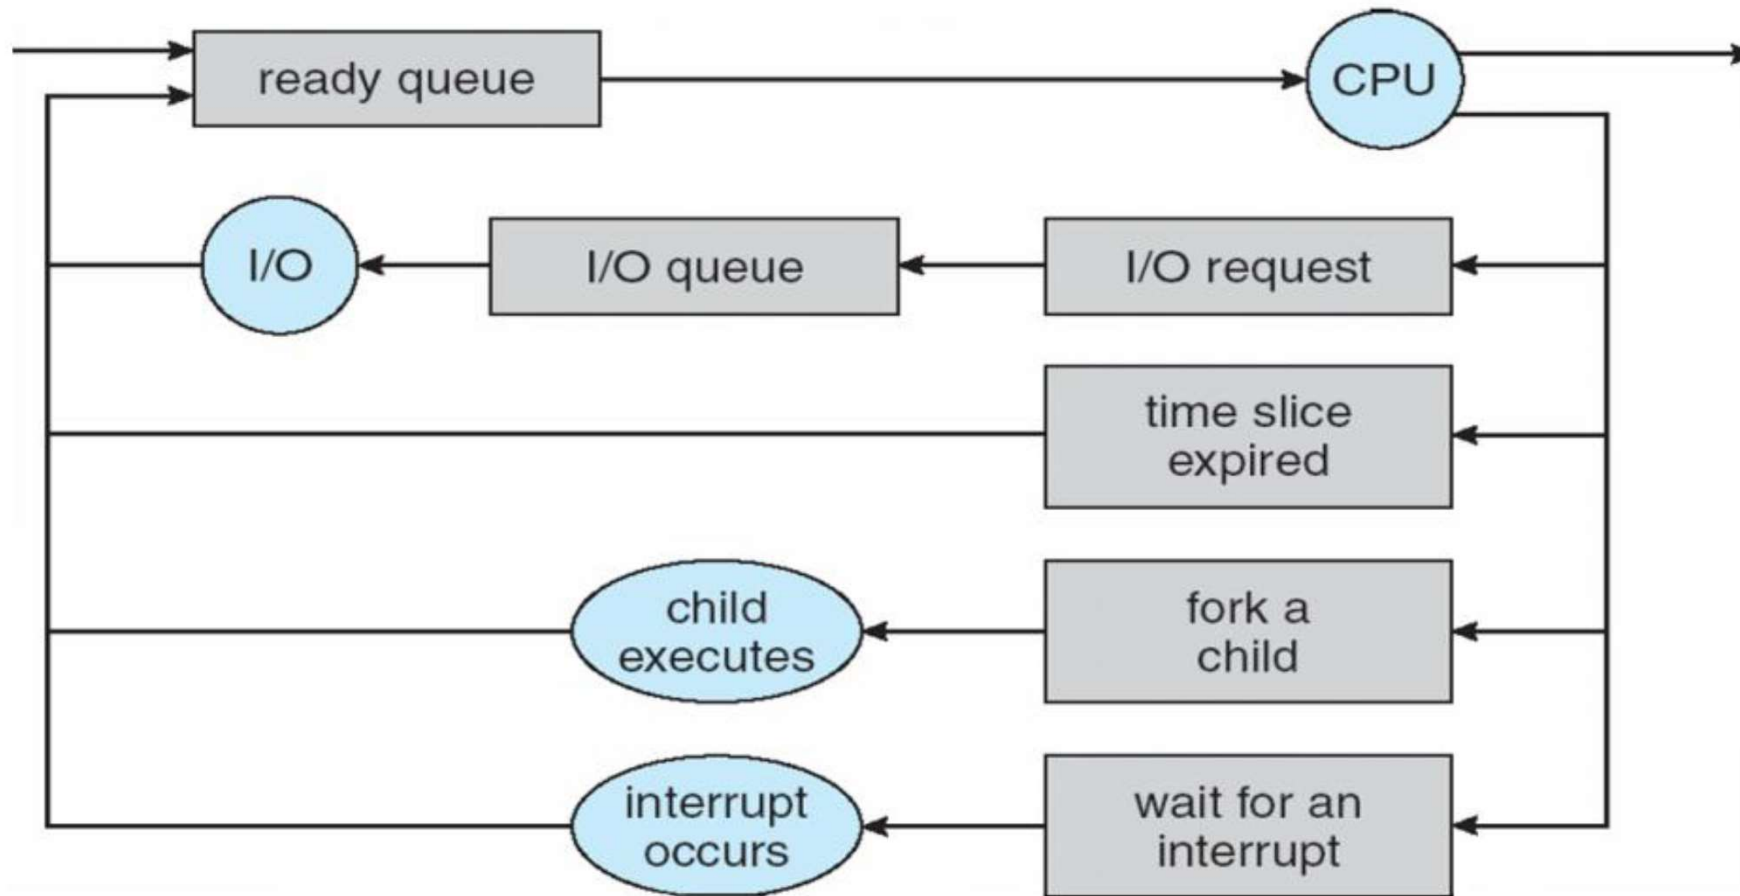 ready queue
CPU
I/O
I/O queue
I/O request
time slice
expired
child
executes
fork a
child
interrupt
occurs
wait for an
interrupt